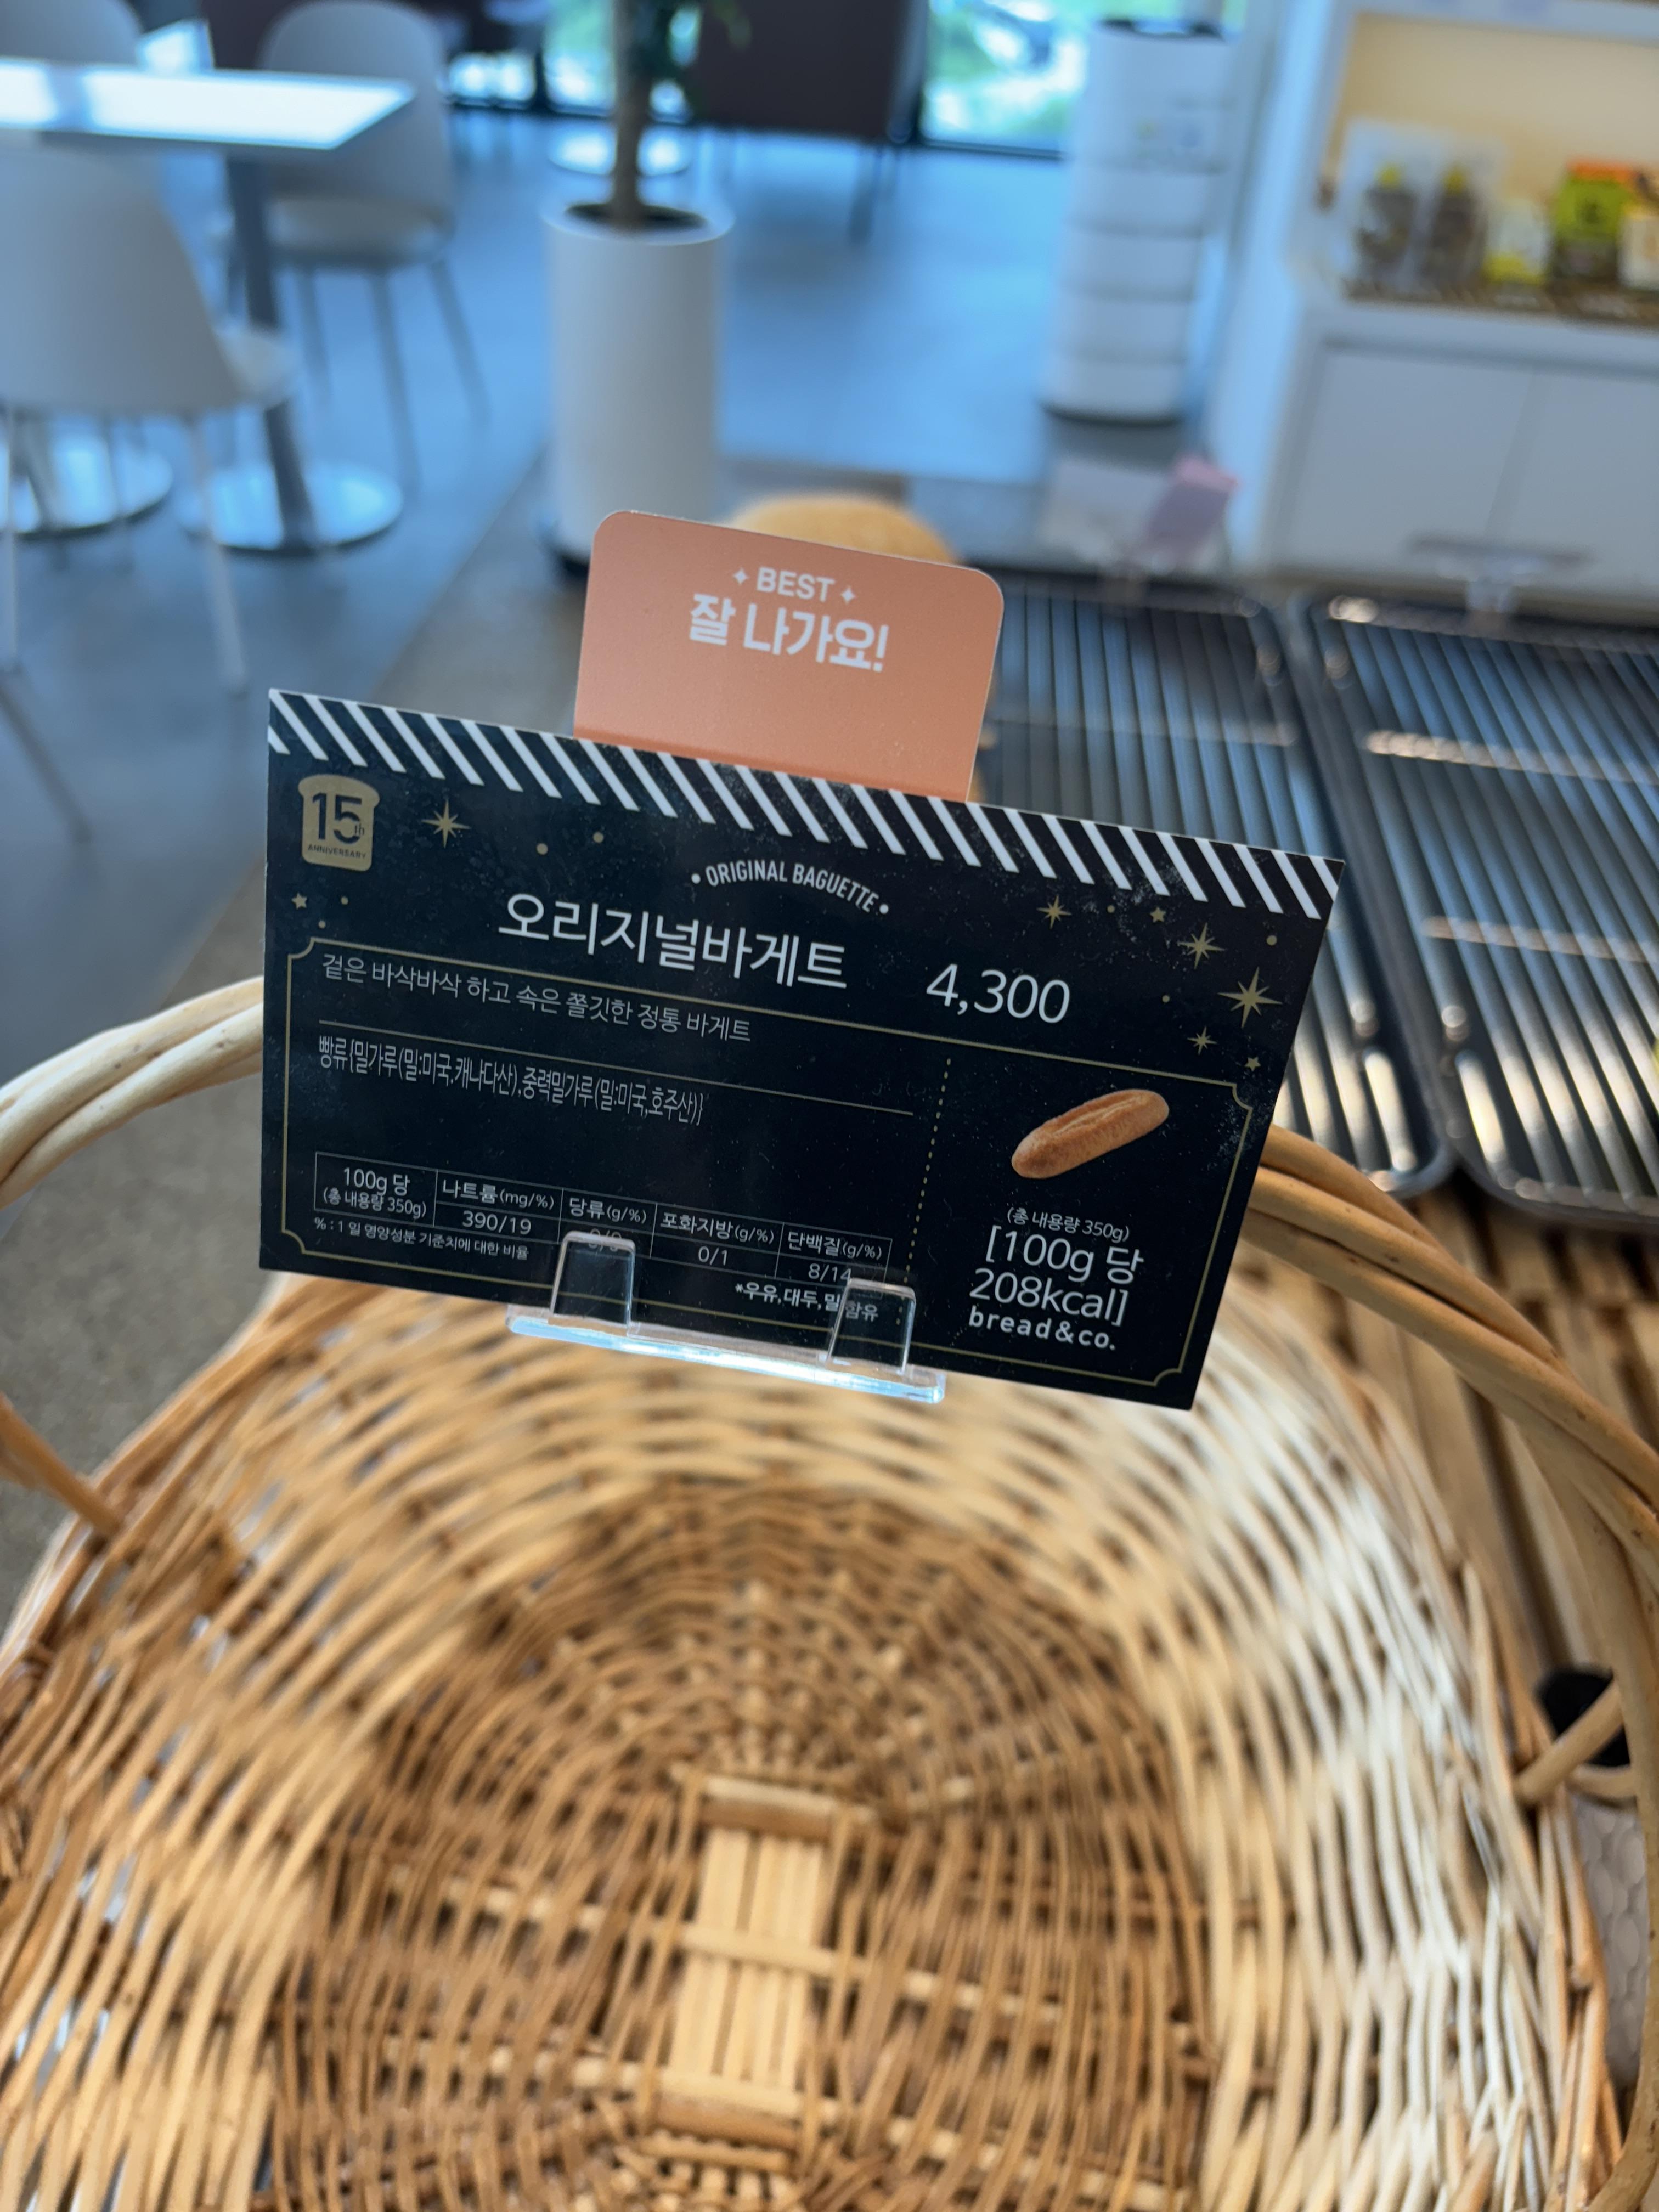 BEST
잘 나가요!
15th
ANNIVERSARY
ORIGINAL BAGUETTE
오리지널바게트 4,300
겉은 바삭바삭 하고 속은 쫄깃한 정통 바게트
빵류{밀가루(밀:미국,캐나다산),중력밀가루(밀:미국,호주산)}
100g 당
(총 내용량 350g)
나트륨(mg/%) 당류(g/%) 포화지방(g/%) 단백질(g/%)
390/19 0/0 0/1 8/14
% : 1 일 영양성분 기준치에 대한 비율
*우유,대두,밀 함유
(총 내용량 350g)
[100g 당
208kcal]
bread&co.